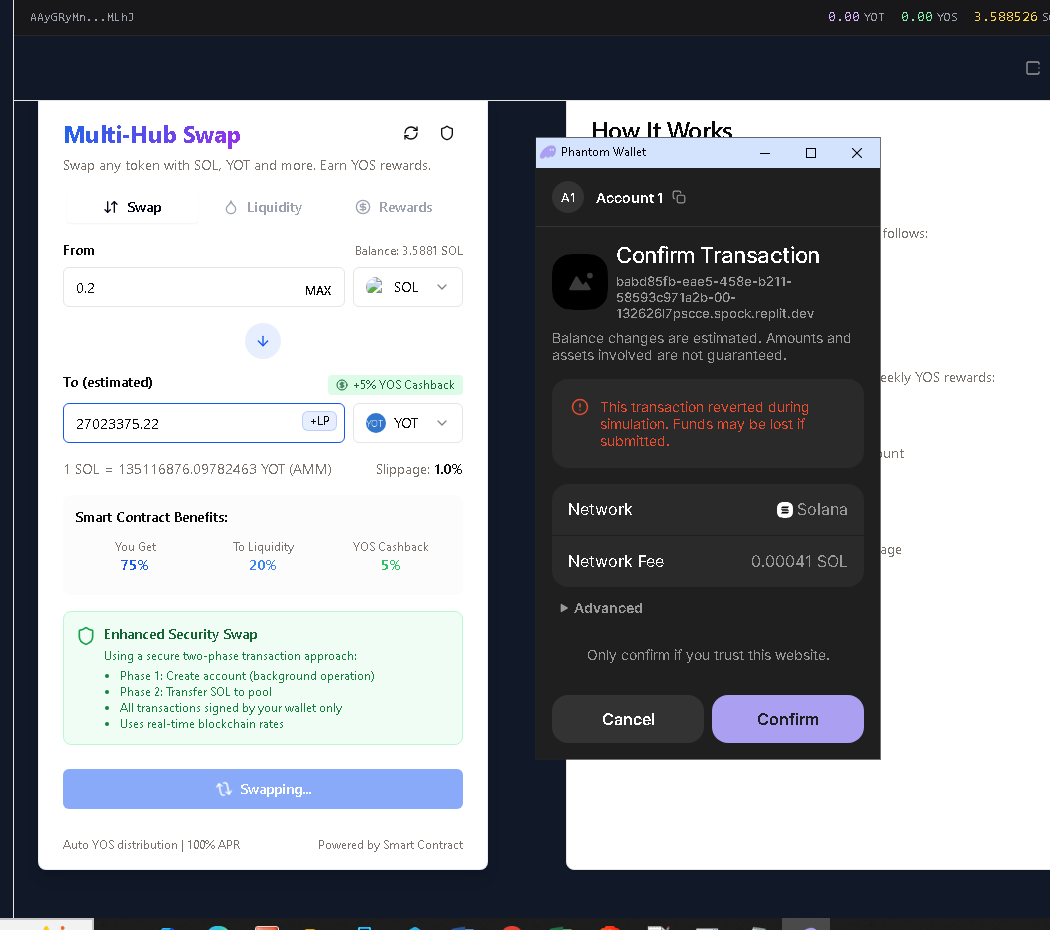 AAyGRyMn...MLhJ
0.00 YOT 0.00 YOS 3.588526
Multi-Hub Swap
Swap any token with SOL, YOT and more. Earn YOS rewards.
Swap Liquidity Rewards
From Balance: 3.5881 SOL
0.2 MAX SOL
To (estimated) +5% YOS Cashback
27023375.22 +LP YOT YOT
1 SOL = 135116876.09782463 YOT (AMM) Slippage: 1.0%
Smart Contract Benefits:
You Get To Liquidity YOS Cashback
75% 20% 5%
Enhanced Security Swap
Using a secure two-phase transaction approach:
• Phase 1: Create account (background operation)
• Phase 2: Transfer SOL to pool
• All transactions signed by your wallet only
• Uses real-time blockchain rates
Swapping...
Auto YOS distribution | 100% APR Powered by Smart Contract
How It Works
follows:
eekly YOS rewards:
ount
age
Phantom Wallet
A1 Account 1
Confirm Transaction
babd85fb-eae5-458e-b211-
58593c971a2b-00-
132626l7pscce.spock.replit.dev
Balance changes are estimated. Amounts and
assets involved are not guaranteed.
This transaction reverted during
simulation. Funds may be lost if
submitted.
Network Solana
Network Fee 0.00041 SOL
Advanced
Only confirm if you trust this website.
Cancel Confirm